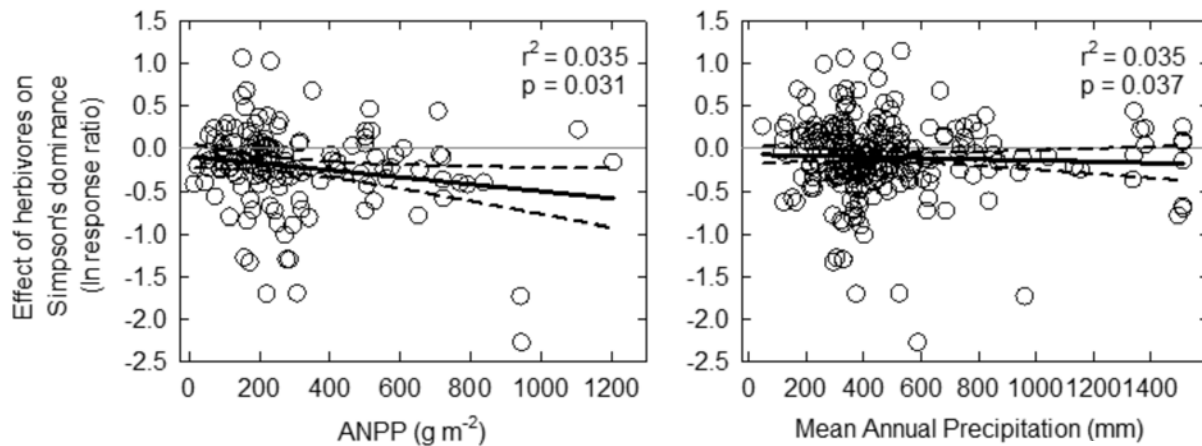 Effect of herbivores on
Simpson's dominance
(ln response ratio)
1.5
1.0
0.5
0.0
-0.5
-1.0
-1.5
-2.0
-2.5
r² = 0.035
p = 0.031
0 200 400 600 800 1000 1200
ANPP (g m⁻²)
1.5
1.0
0.5
0.0
-0.5
-1.0
-1.5
-2.0
-2.5
r² = 0.035
p = 0.037
0 200 400 600 800 1000 1200 1400
Mean Annual Precipitation (mm)